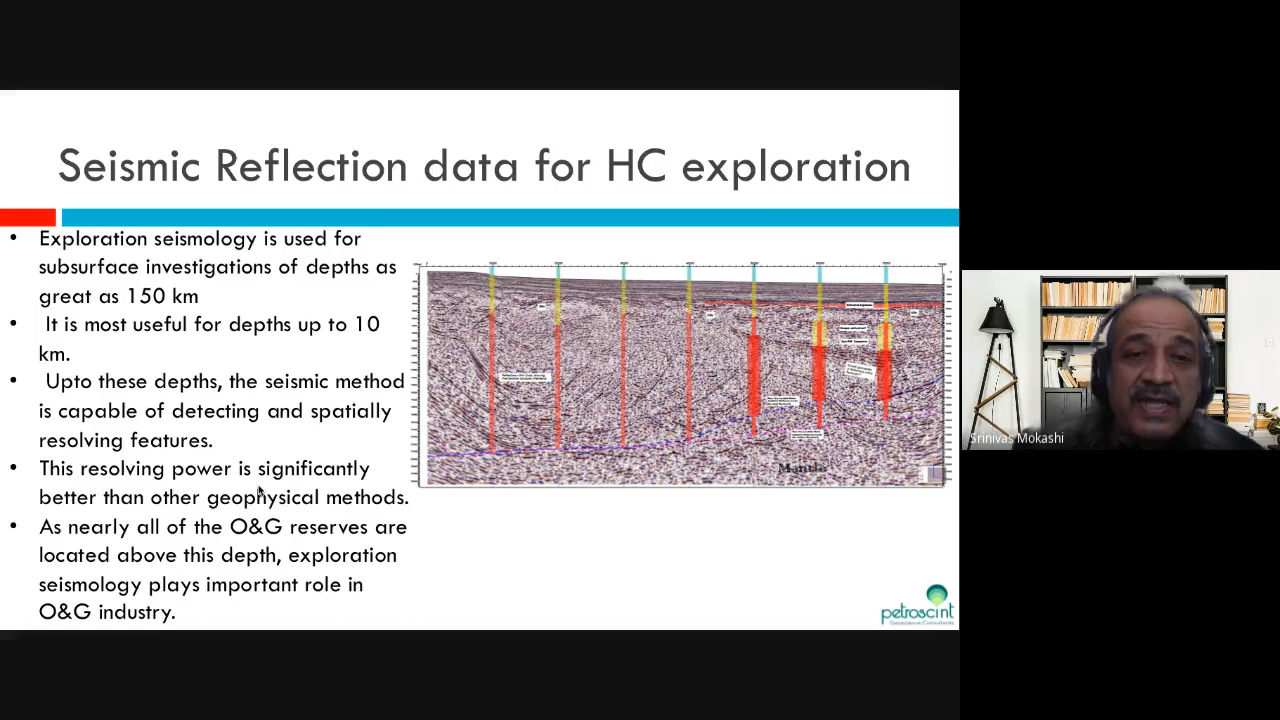 Seismic Reflection data for HC exploration
• Exploration seismology is used for
subsurface investigations of depths as
great as 150 km
• It is most useful for depths up to 10
km.
• Upto these depths, the seismic method
is capable of detecting and spatially
resolving features.
• This resolving power is significantly
better than other geophysical methods.
• As nearly all of the O&G reserves are
located above this depth, exploration
seismology plays important role in
O&G industry.
Mantle
petroscint
Srinivas Mokashi